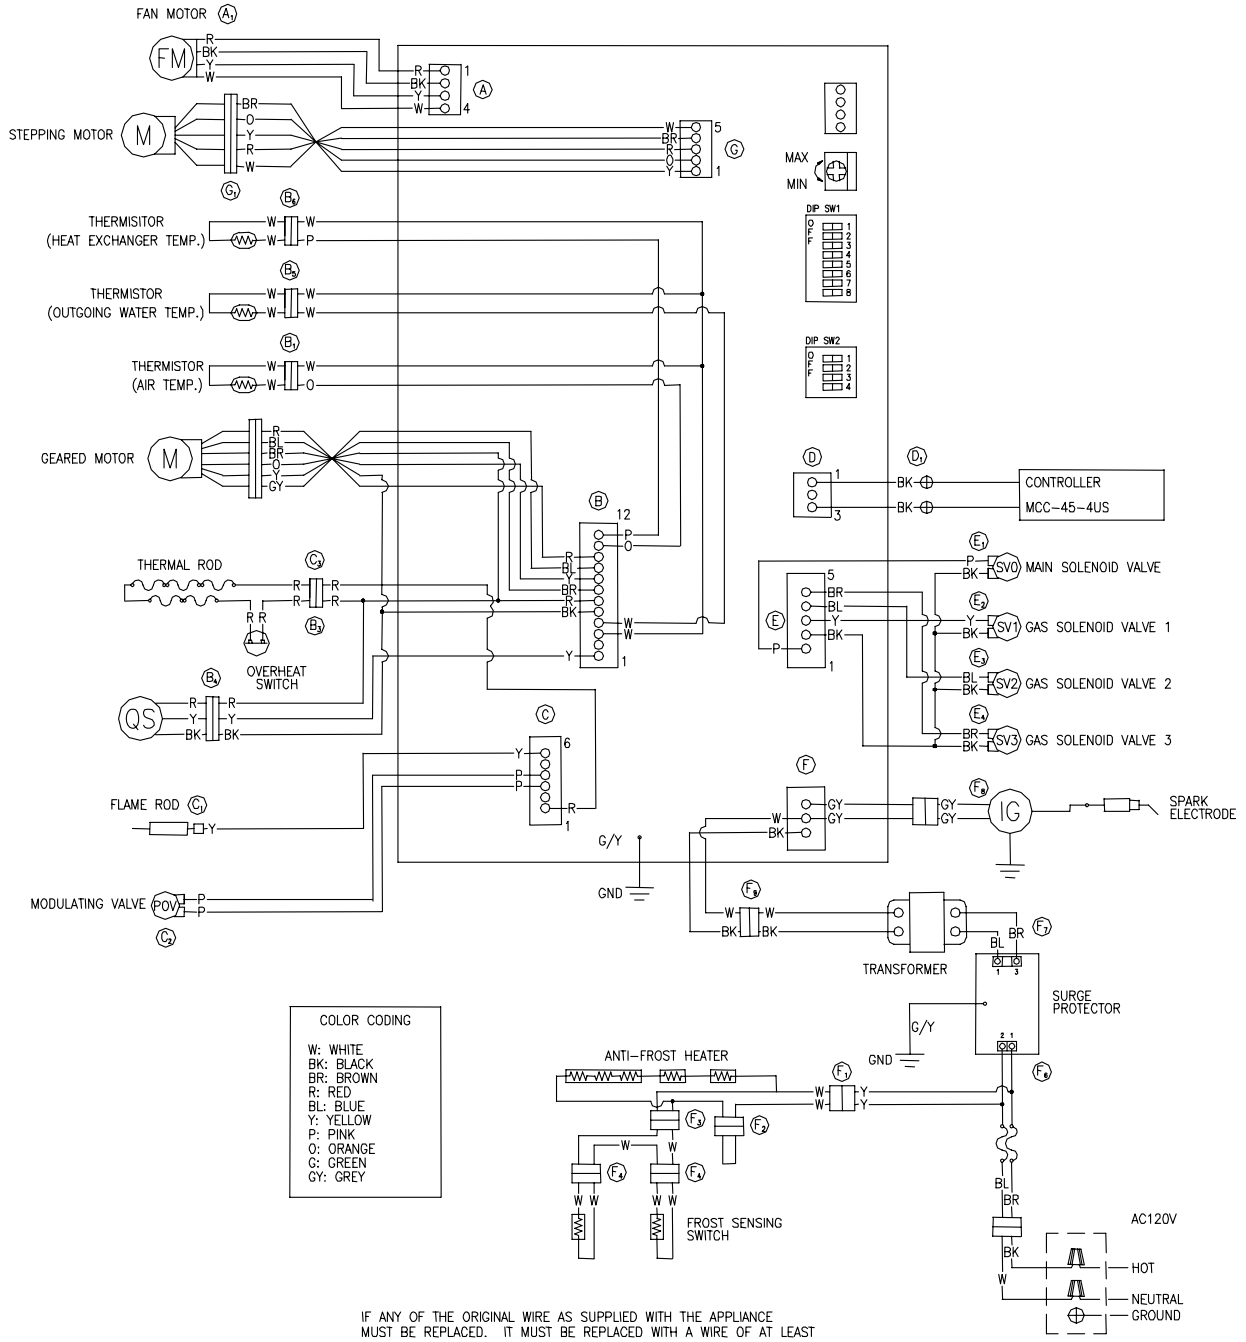 FAN MOTOR A1
FM
R
BK
Y
W
R 1
BK
Y
W 4
A
STEPPING MOTOR
M
BR
O
Y
R
W
G1
W 5
BR
R
O
Y 1
G
MAX
MIN
DIP SW1
O
F
F
1
2
3
4
5
6
7
8
B6
THERMISITOR
(HEAT EXCHANGER TEMP.)
W W
W P
B5
THERMISTOR
(OUTGOING WATER TEMP.)
W W
W W
B1
THERMISTOR
(AIR TEMP.)
W W
W O
DIP SW2
O
F
F
1
2
3
4
GEARED MOTOR
M
R
BL
BR
O
Y
GY
B
12
P
O
R
BL
Y
BR
R
BK
W
W
Y 1
D
1
3
D1
BK
BK
CONTROLLER
MCC-45-4US
THERMAL ROD
C3
R R
R R
B3
R R
OVERHEAT
SWITCH
E
5
BR
BL
Y
BK
P
1
E1
P
BK
SV0 MAIN SOLENOID VALVE
E2
Y
BK
SV1 GAS SOLENOID VALVE 1
E3
BL
BK
SV2 GAS SOLENOID VALVE 2
E4
BR
BK
SV3 GAS SOLENOID VALVE 3
QS
B4
R R
Y Y
BK BK
C
6
Y
P
P
R
1
FLAME ROD C1
Y
MODULATING VALVE POV
P
P
C2
G/Y
GND
F
GY
W GY
BK
F8
GY
GY
IG
SPARK
ELECTRODE
F9
W W
BK BK
TRANSFORMER
BL BR
F7
1 3
SURGE
PROTECTOR
G/Y
GND
2 1
F6
COLOR CODING
W: WHITE
BK: BLACK
BR: BROWN
R: RED
BL: BLUE
Y: YELLOW
P: PINK
O: ORANGE
G: GREEN
GY: GREY
ANTI-FROST HEATER
F1
W Y
W Y
F3
F2
W W
F4
F4
W W
W W
FROST SENSING
SWITCH
BL
BR
BK
W
AC120V
HOT
NEUTRAL
GROUND
IF ANY OF THE ORIGINAL WIRE AS SUPPLIED WITH THE APPLIANCE
MUST BE REPLACED. IT MUST BE REPLACED WITH A WIRE OF AT LEAST